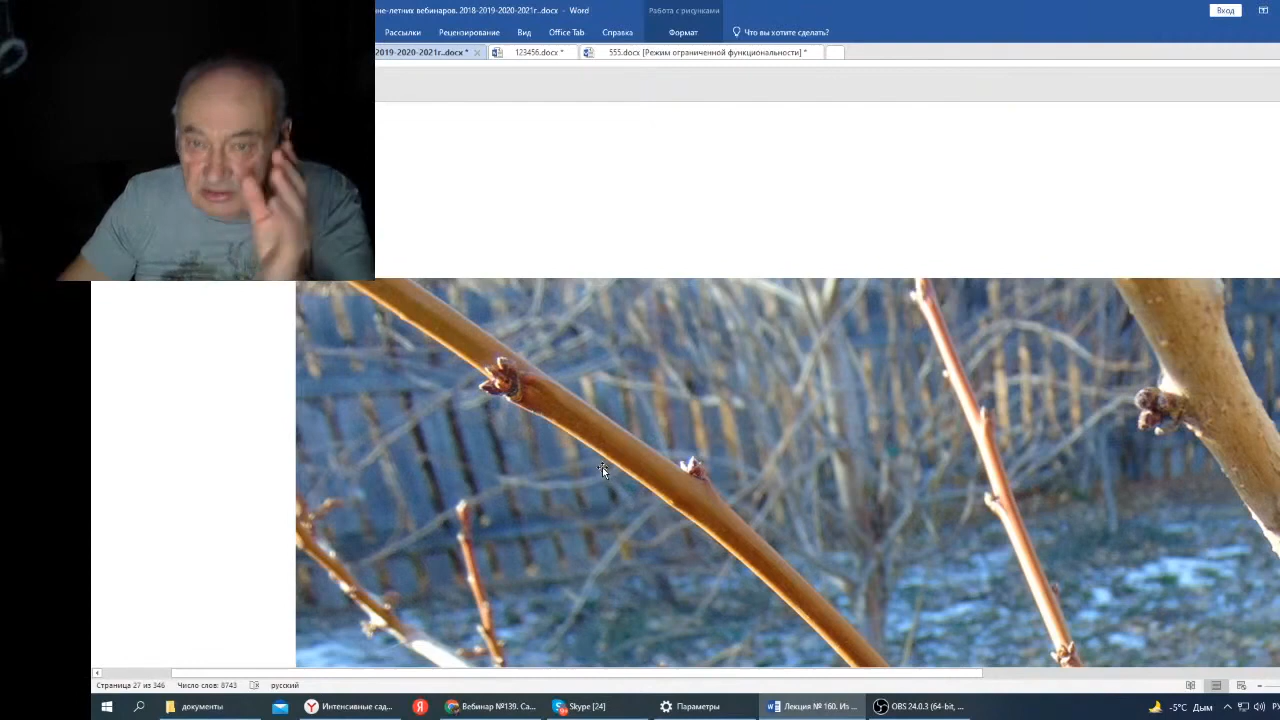 не-летних вебинаров. 2018-2019-2020-2021г..docx - Word
Работа с рисунками
Вход
Рассылки Рецензирование Вид Office Tab Справка Формат Что вы хотите сделать?
2019-2020-2021г..docx * 123456.docx * 555.docx [Режим ограниченной функциональности] *
Страница 27 из 346 Число слов: 8743 русский
документы Интенсивные сад... Вебинар №139. Са... Skype [24] Параметры Лекция № 160. Из ... OBS 24.0.3 (64-bit, ... -5°C Дым